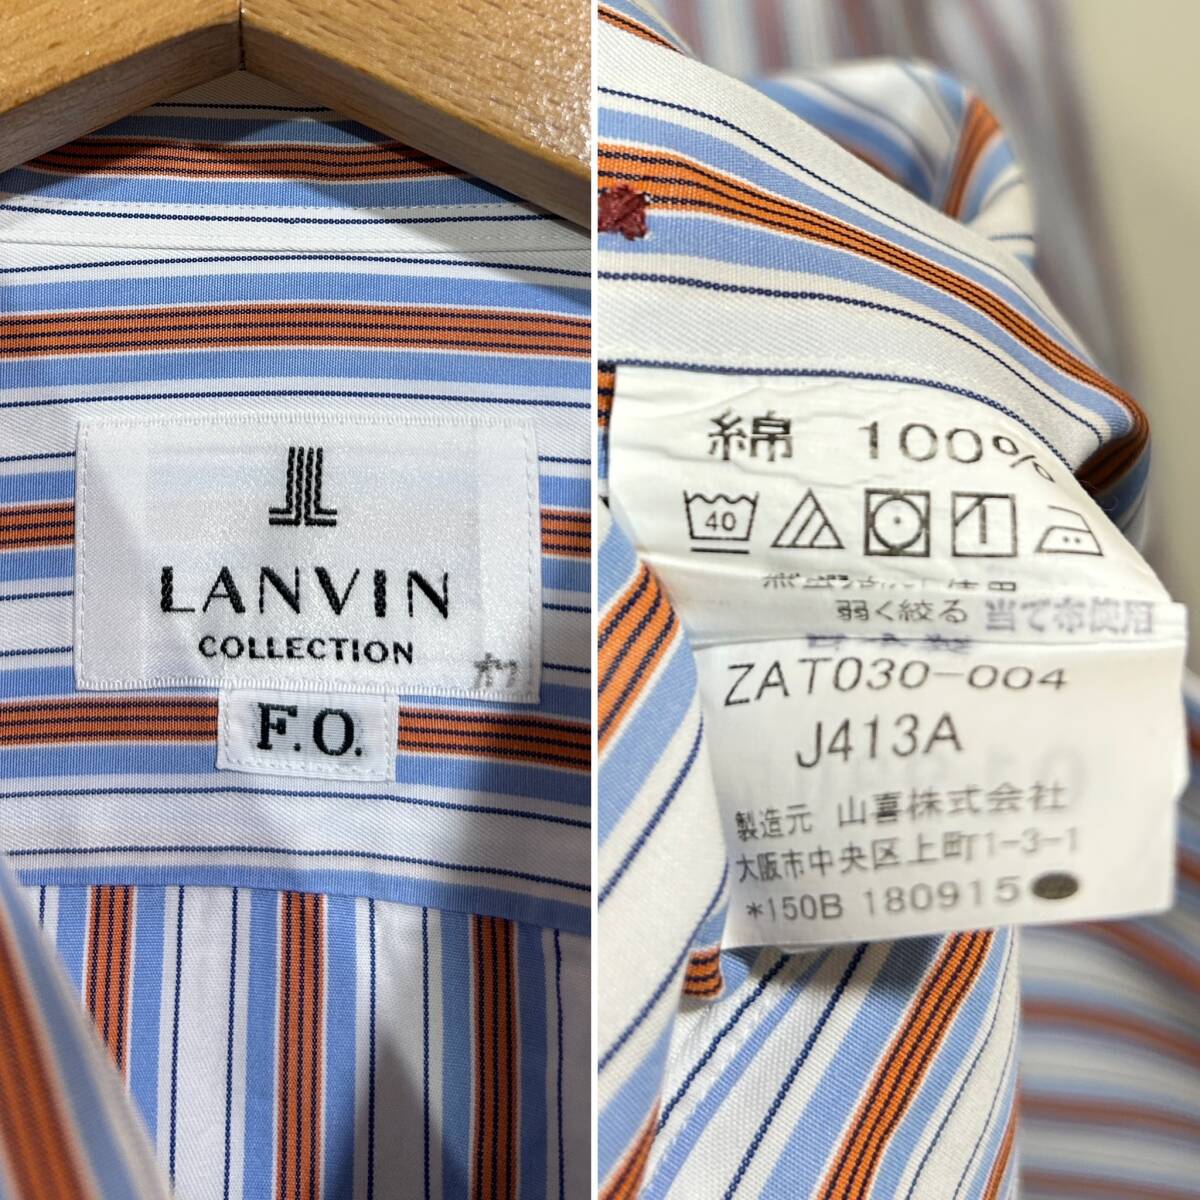 LANVIN
COLLECTION
F.O.
綿 100%
40
弱く絞る 当て布使用
ZAT030-004
J413A
製造元 山喜株式会社
大阪市中央区上町1-3-1
*150B 180915